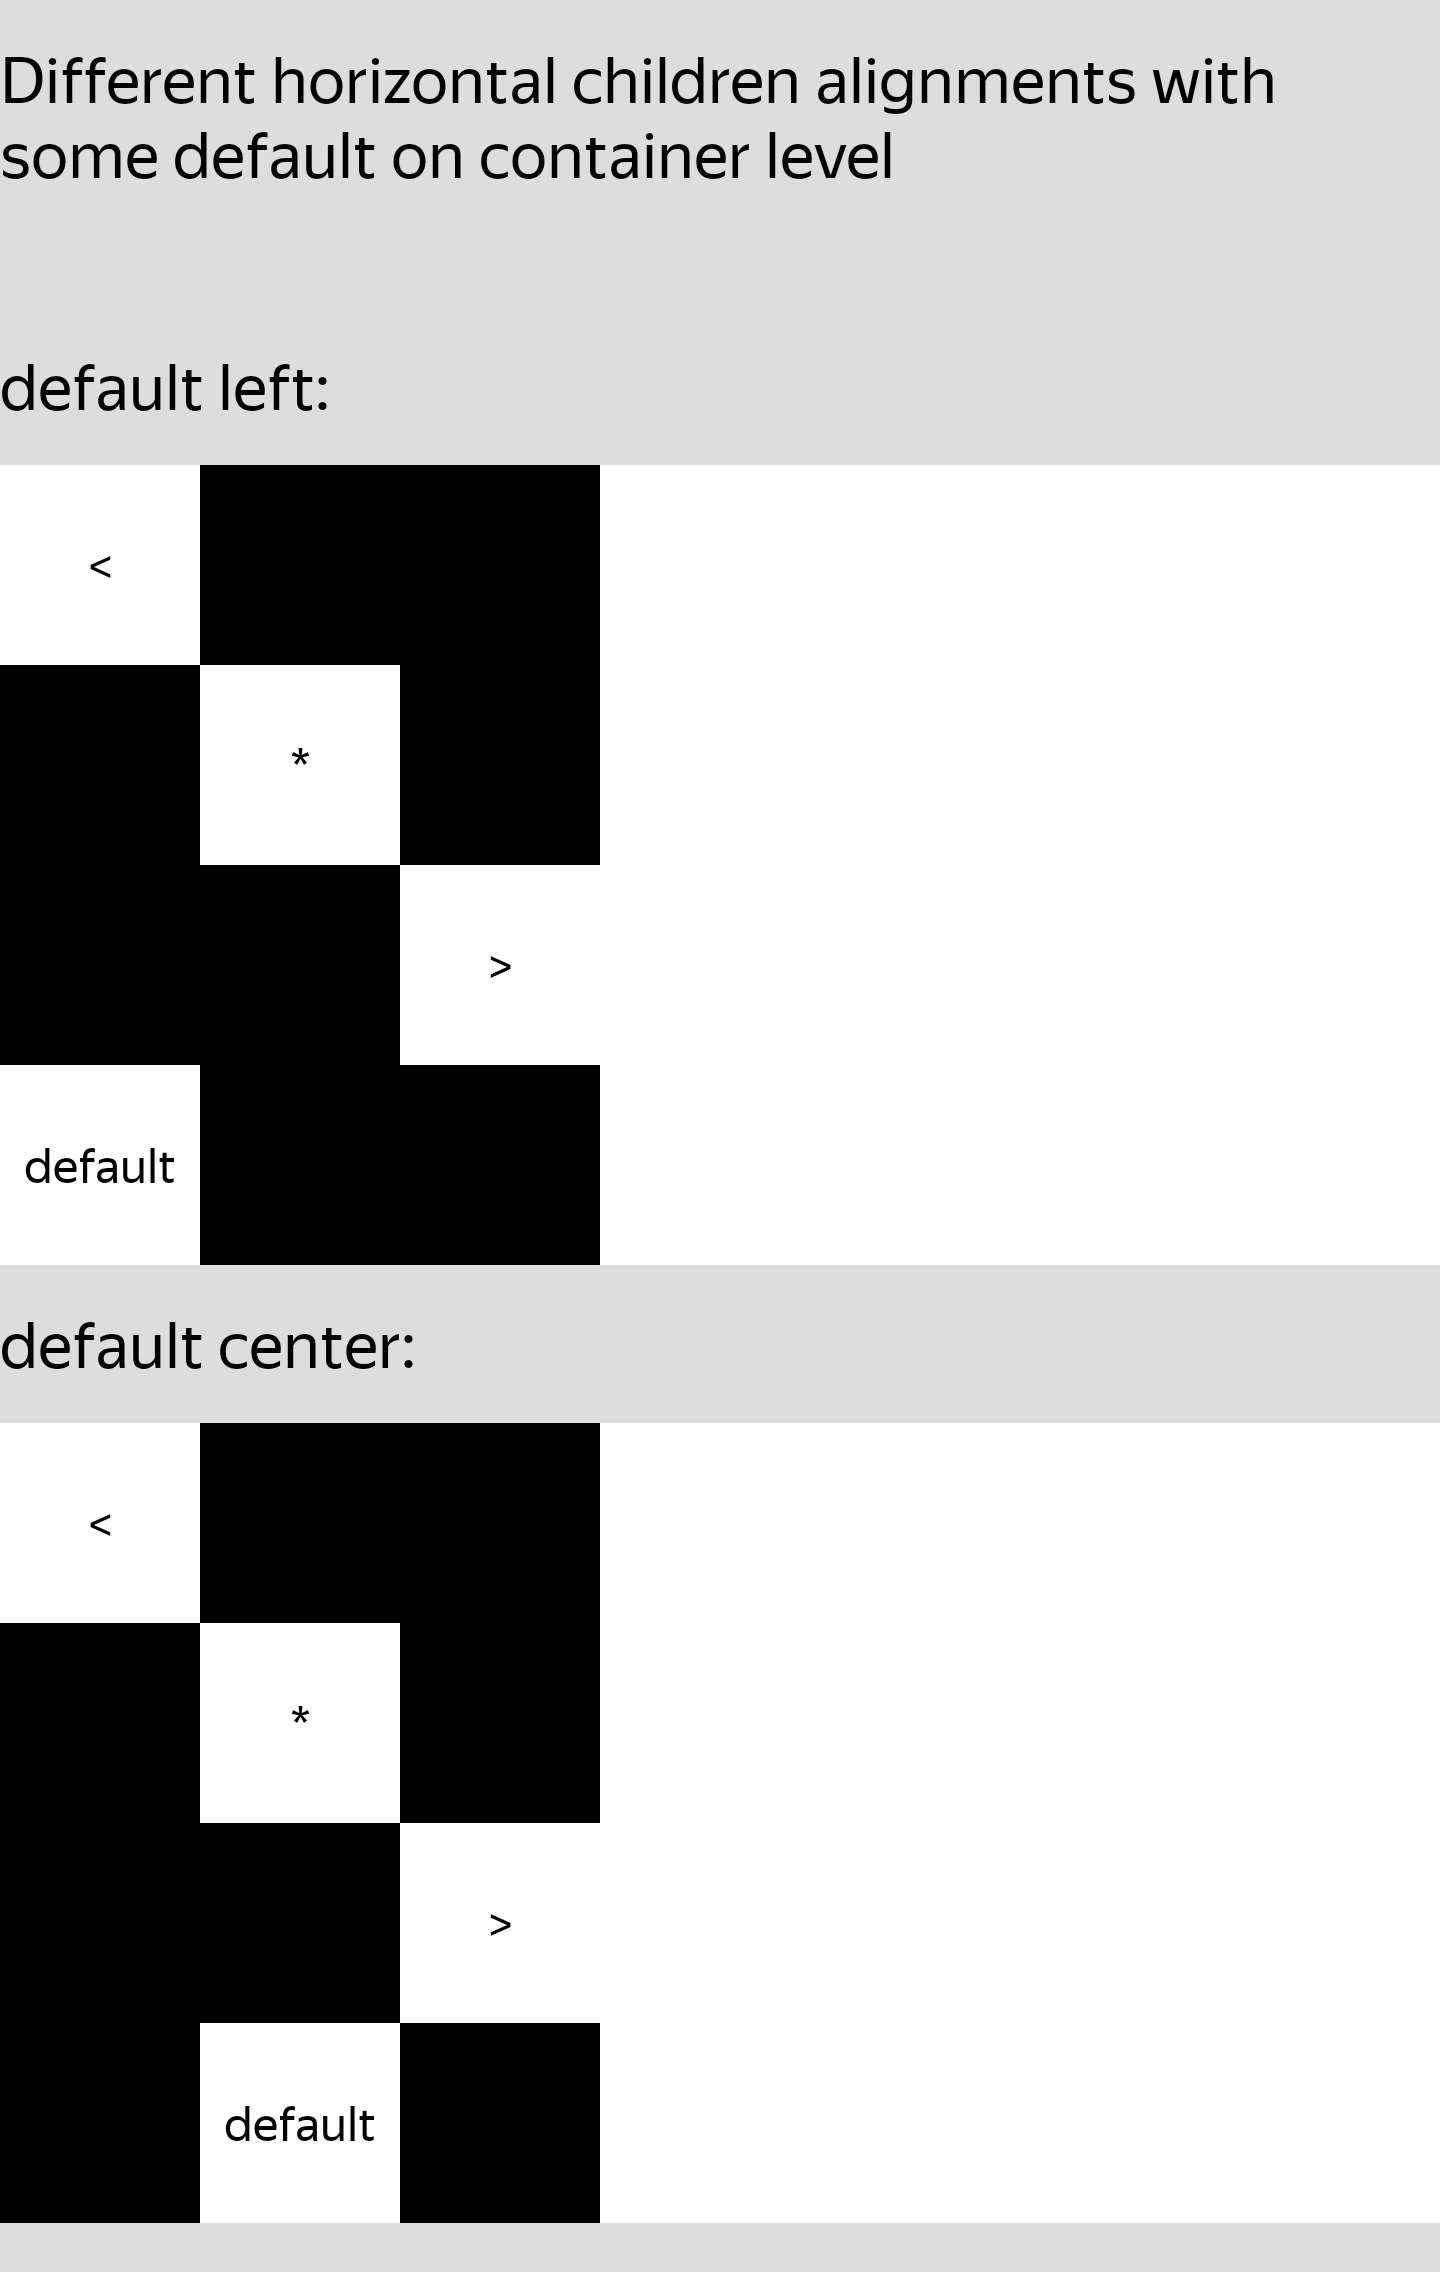 Different horizontal children alignments with
some default on container level
default left:
<
*
>
default
default center:
<
*
>
default